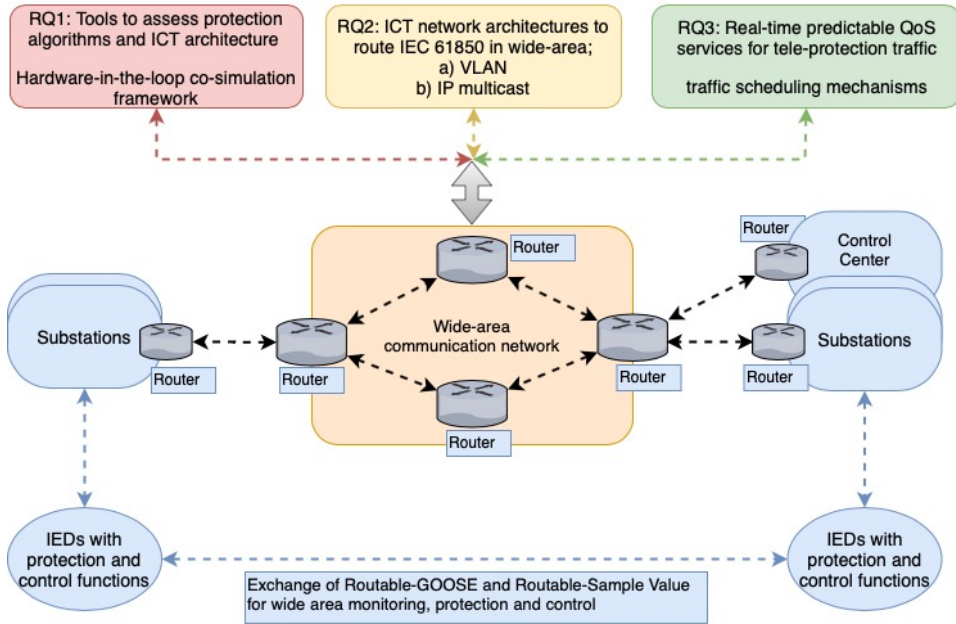 RQ1: Tools to assess protection
algorithms and ICT architecture
Hardware-in-the-loop co-simulation
framework
RQ2: ICT network architectures to
route IEC 61850 in wide-area;
a) VLAN
b) IP multicast
RQ3: Real-time predictable QoS
services for tele-protection traffic
traffic scheduling mechanisms
Router
Router
Control
Center
Substations
Wide-area
communication network
Substations
Router
Router
Router
Router
Router
IEDs with
protection and
control functions
IEDs with
protection and
control functions
Exchange of Routable-GOOSE and Routable-Sample Value
for wide area monitoring, protection and control